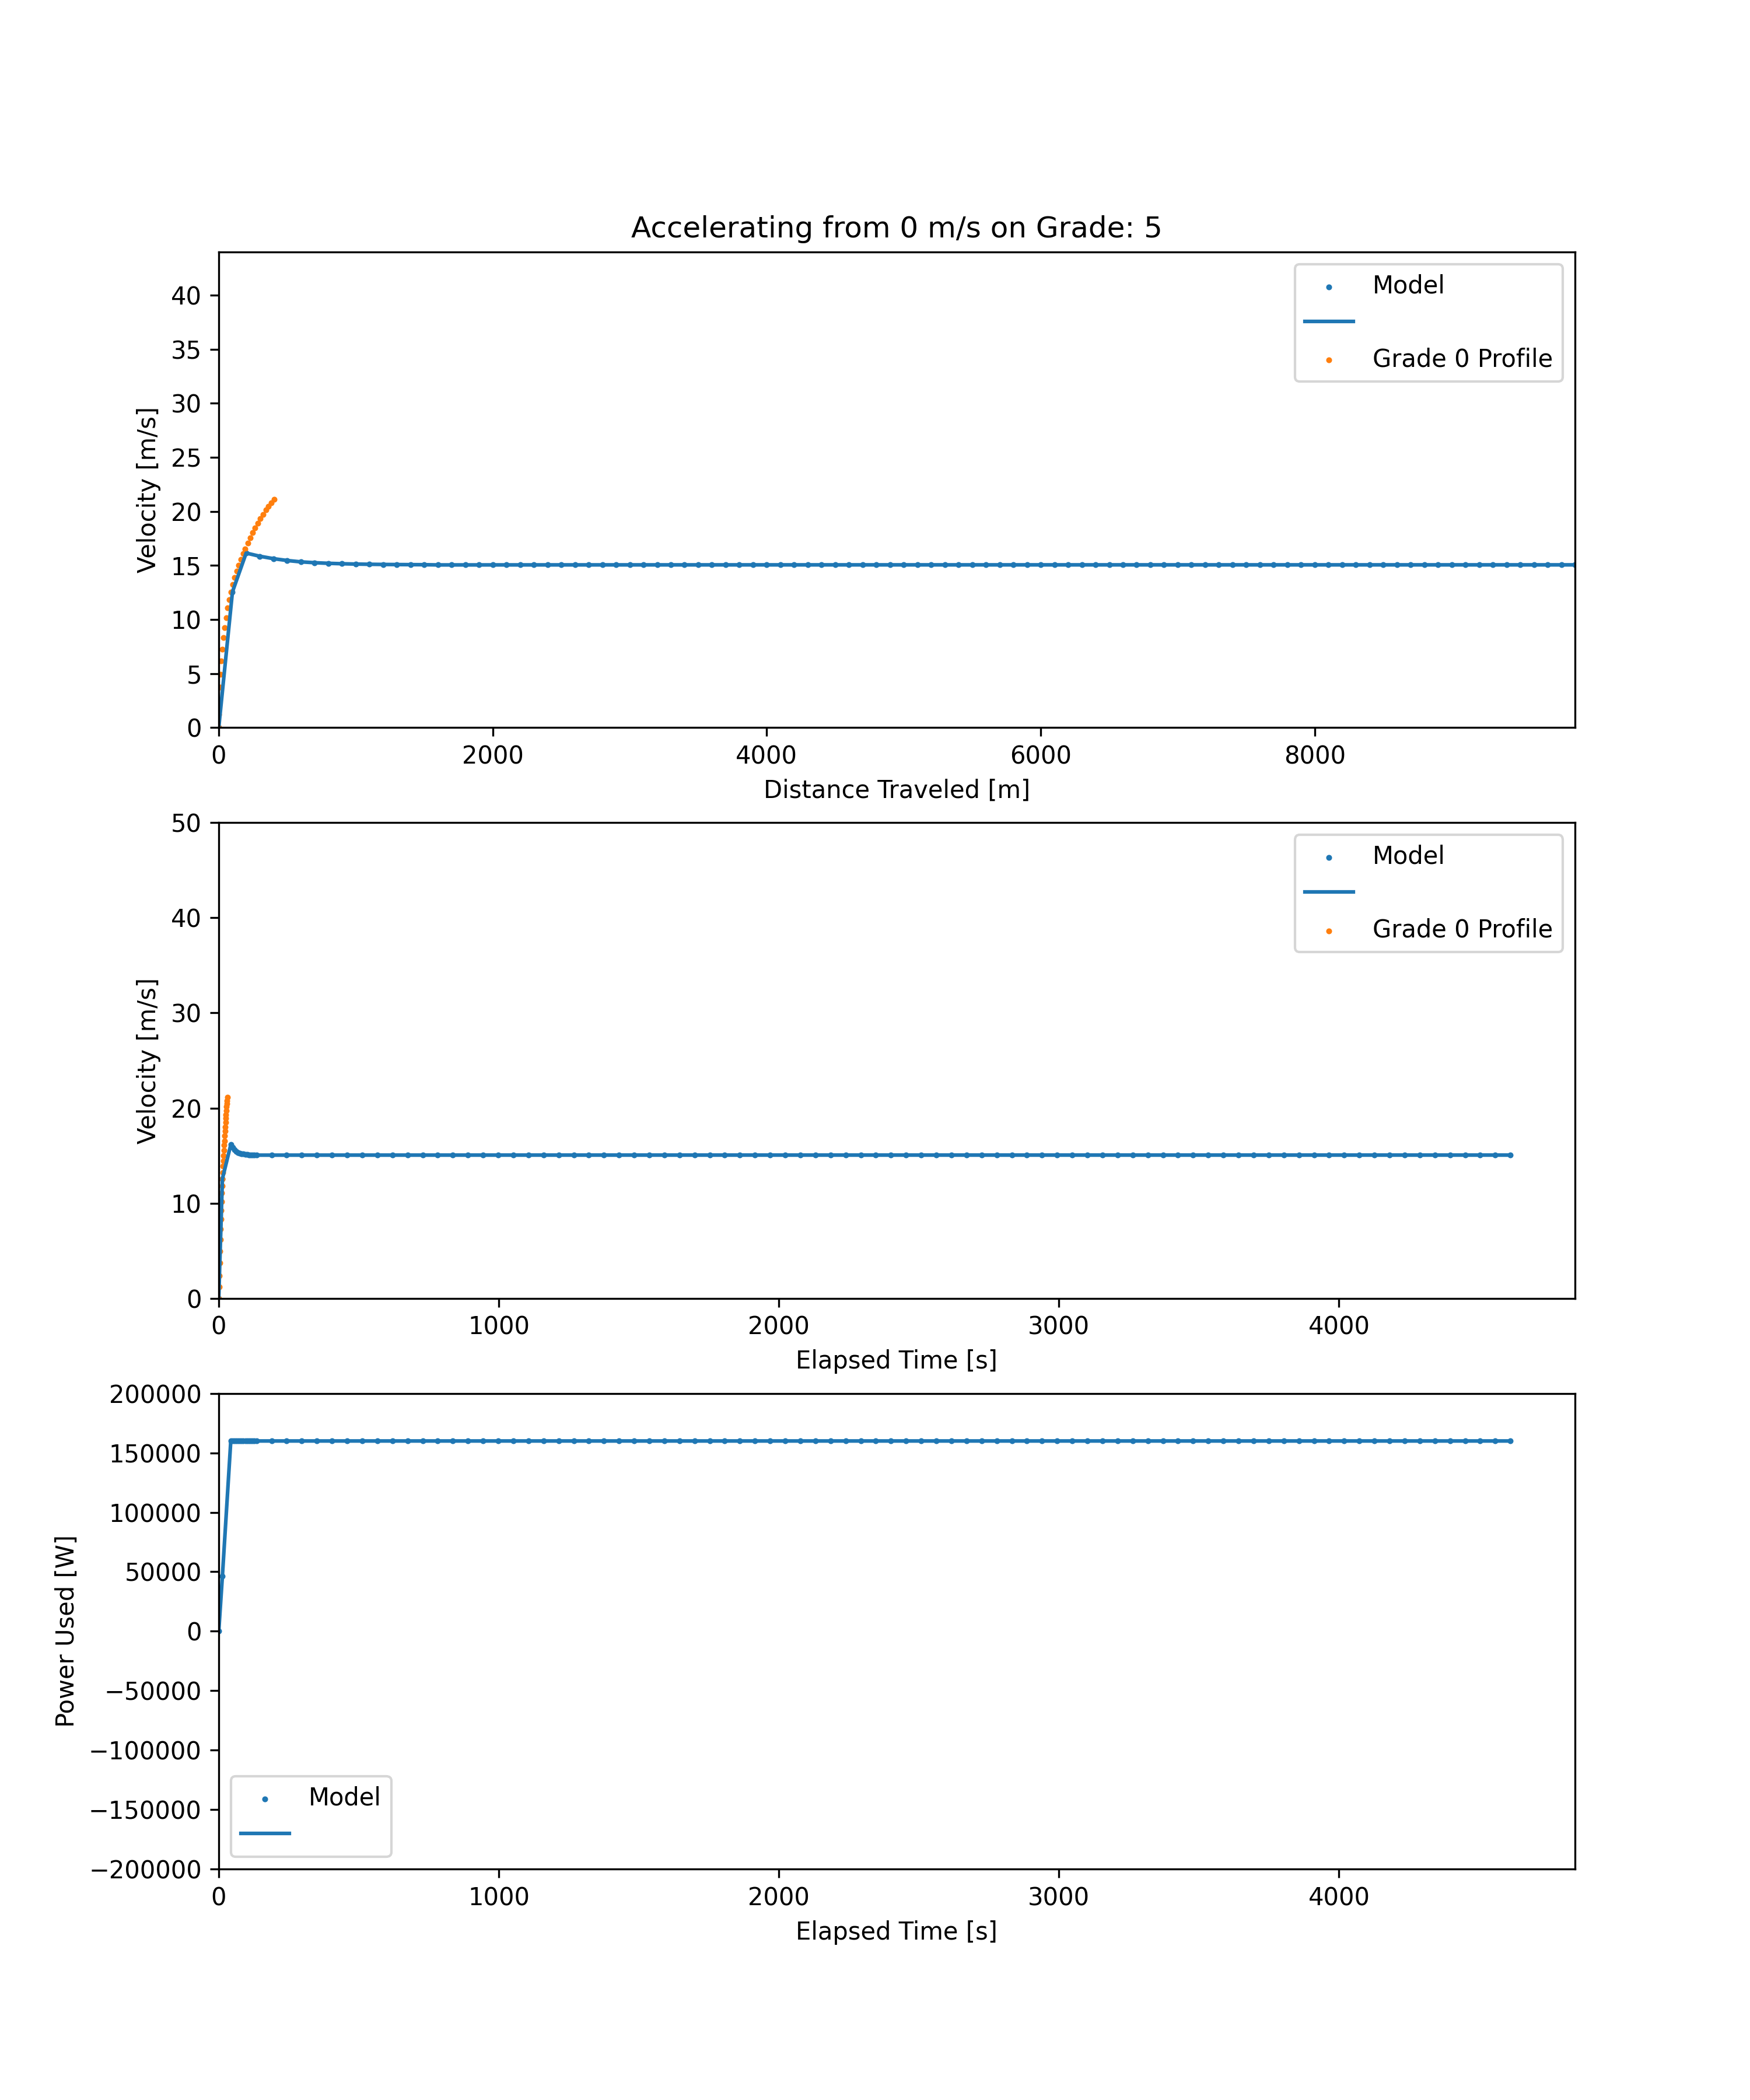 Accelerating from 0 m/s on Grade: 5
40
35
30
25
20
15
10
5
0
Velocity [m/s]
Model
Grade 0 Profile
0 2000 4000 6000 8000
Distance Traveled [m]
50
40
30
20
10
0
Velocity [m/s]
Model
Grade 0 Profile
0 1000 2000 3000 4000
Elapsed Time [s]
200000
150000
100000
50000
0
−50000
−100000
−150000
−200000
Power Used [W]
Model
0 1000 2000 3000 4000
Elapsed Time [s]